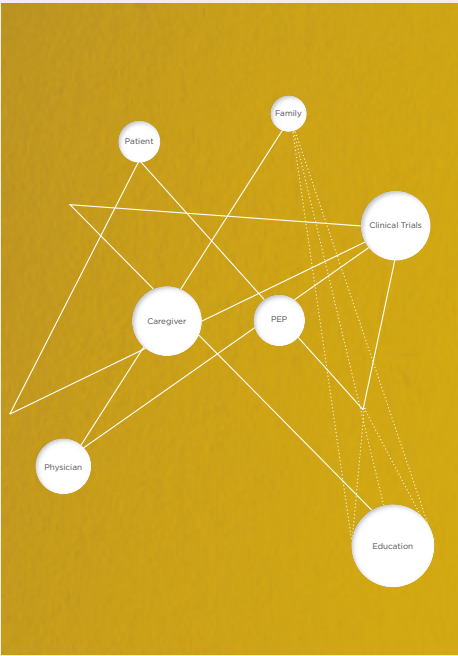 Family
Patient
Clinical Trials
Caregiver
PEP
Physician
Education